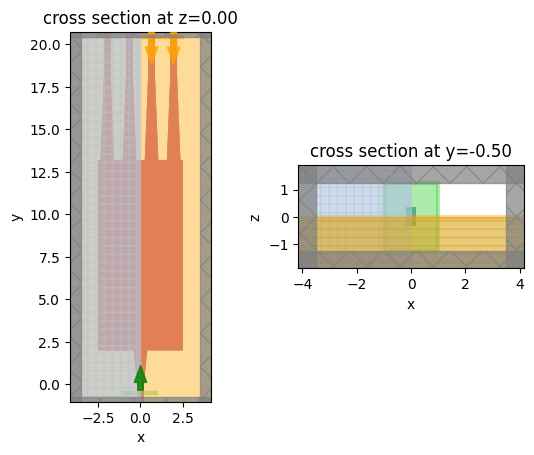 cross section at z=0.00
20.0
17.5
15.0
12.5
10.0
7.5
5.0
2.5
0.0
y
−2.5 0.0 2.5
x
cross section at y=-0.50
1
0
−1
z
−4 −2 0 2 4
x